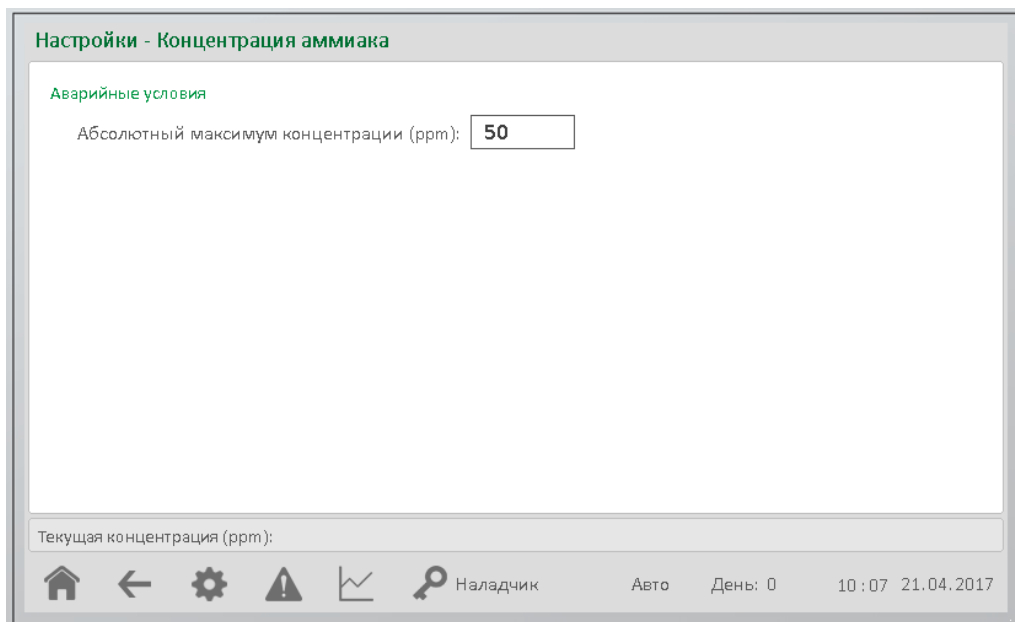 Настройки - Концентрация аммиака
Аварийные условия
Абсолютный максимум концентрации (ppm): 50
Текущая концентрация (ppm):
Наладчик Авто День: 0 10:07 21.04.2017